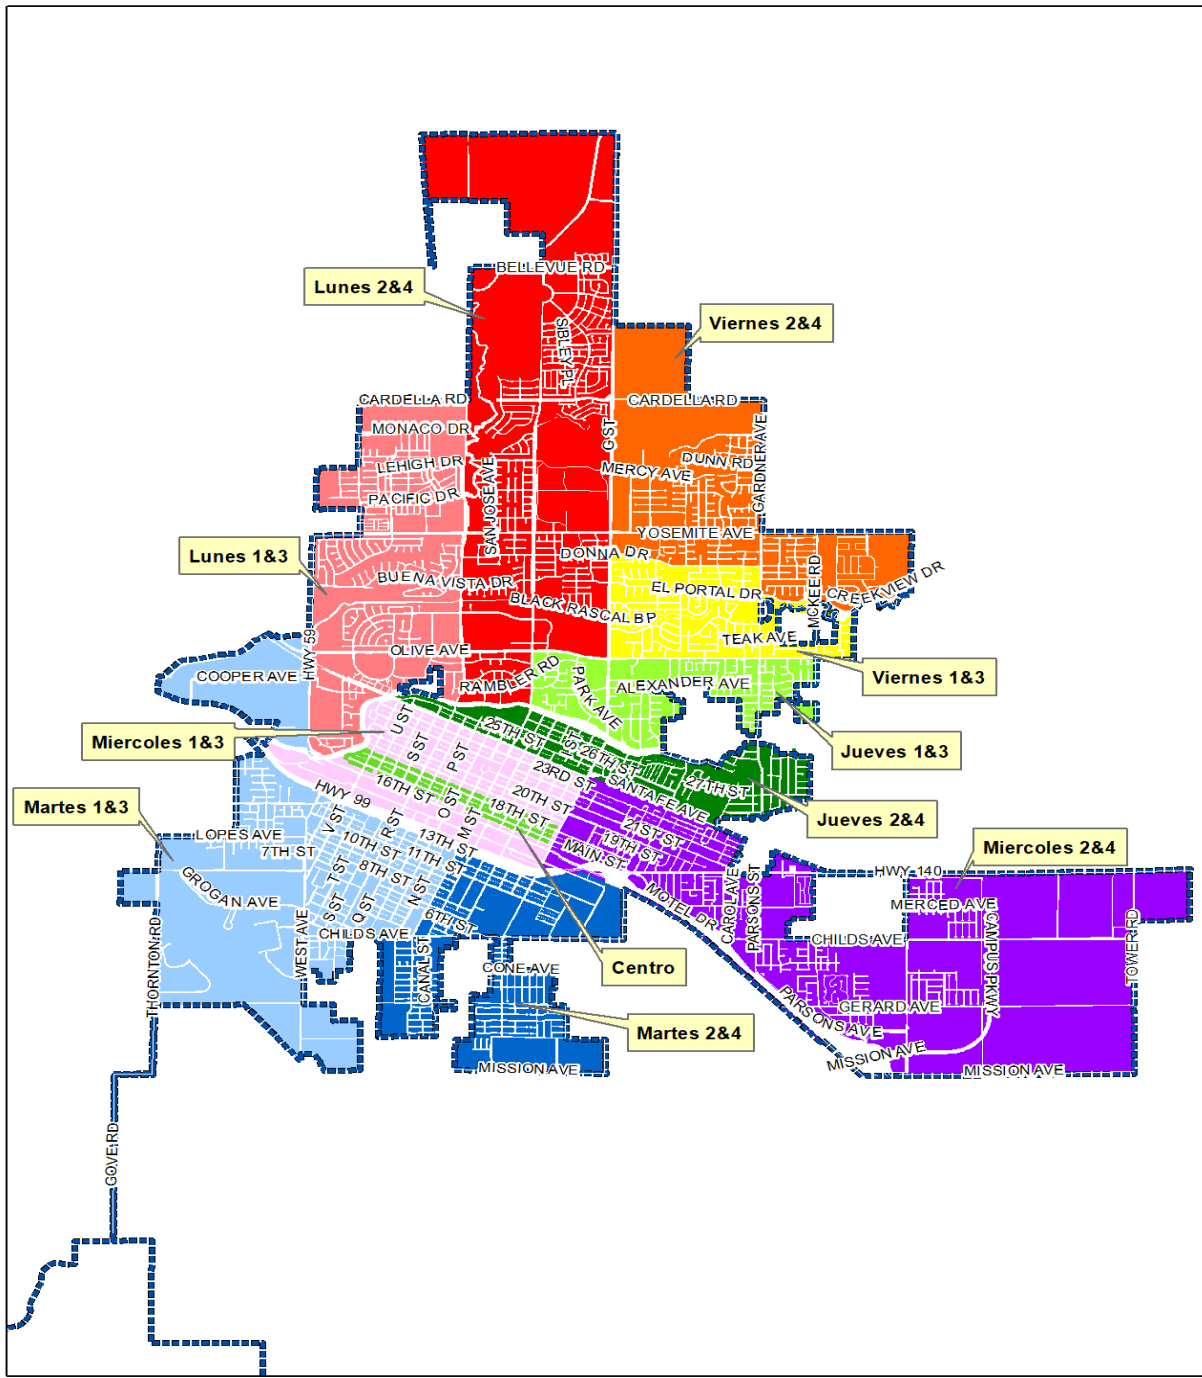 BELLEVUE RD
Lunes 2&4
Viernes 2&4
SIBLEY PL
CARDELLA RD
CARDELLA RD
MONACO DR
G ST
GARDNER AVE
LEHIGH DR
DUNN RD
MERCY AVE
PACIFIC DR
SAN JOSE AVE
YOSEMITE AVE
Lunes 1&3
DONNA DR
BUENA VISTA DR
EL PORTAL DR
MCKEE RD
CREEKVIEW DR
BLACK RASCAL BP
TEAK AVE
OLIVE AVE
HWY 59
COOPER AVE
RAMBLER RD
PARK AVE
ALEXANDER AVE
Viernes 1&3
U ST
25TH ST
Miercoles 1&3
S ST
P ST
26TH ST
Jueves 1&3
23RD ST
SANTA FE AVE
27TH ST
16TH ST
HWY 99
20TH ST
O ST
18TH ST
Martes 1&3
V ST
R ST
M ST
21ST ST
Jueves 2&4
LOPES AVE
10TH ST
13TH ST
19TH ST
7TH ST
11TH ST
MAIN ST
Miercoles 2&4
8TH ST
T ST
HWY 140
GROGAN AVE
N ST
MOTEL DR
CAROL AVE
PARSONS ST
MERCED AVE
S ST
Q ST
6TH ST
CHILDS AVE
CHILDS AVE
WEST AVE
CANAL ST
CAMPUS PKWY
TOWER RD
THORNTON RD
CONE AVE
Centro
GERARD AVE
PARSONS AVE
Martes 2&4
MISSION AVE
MISSION AVE
MISSION AVE
GOVE RD